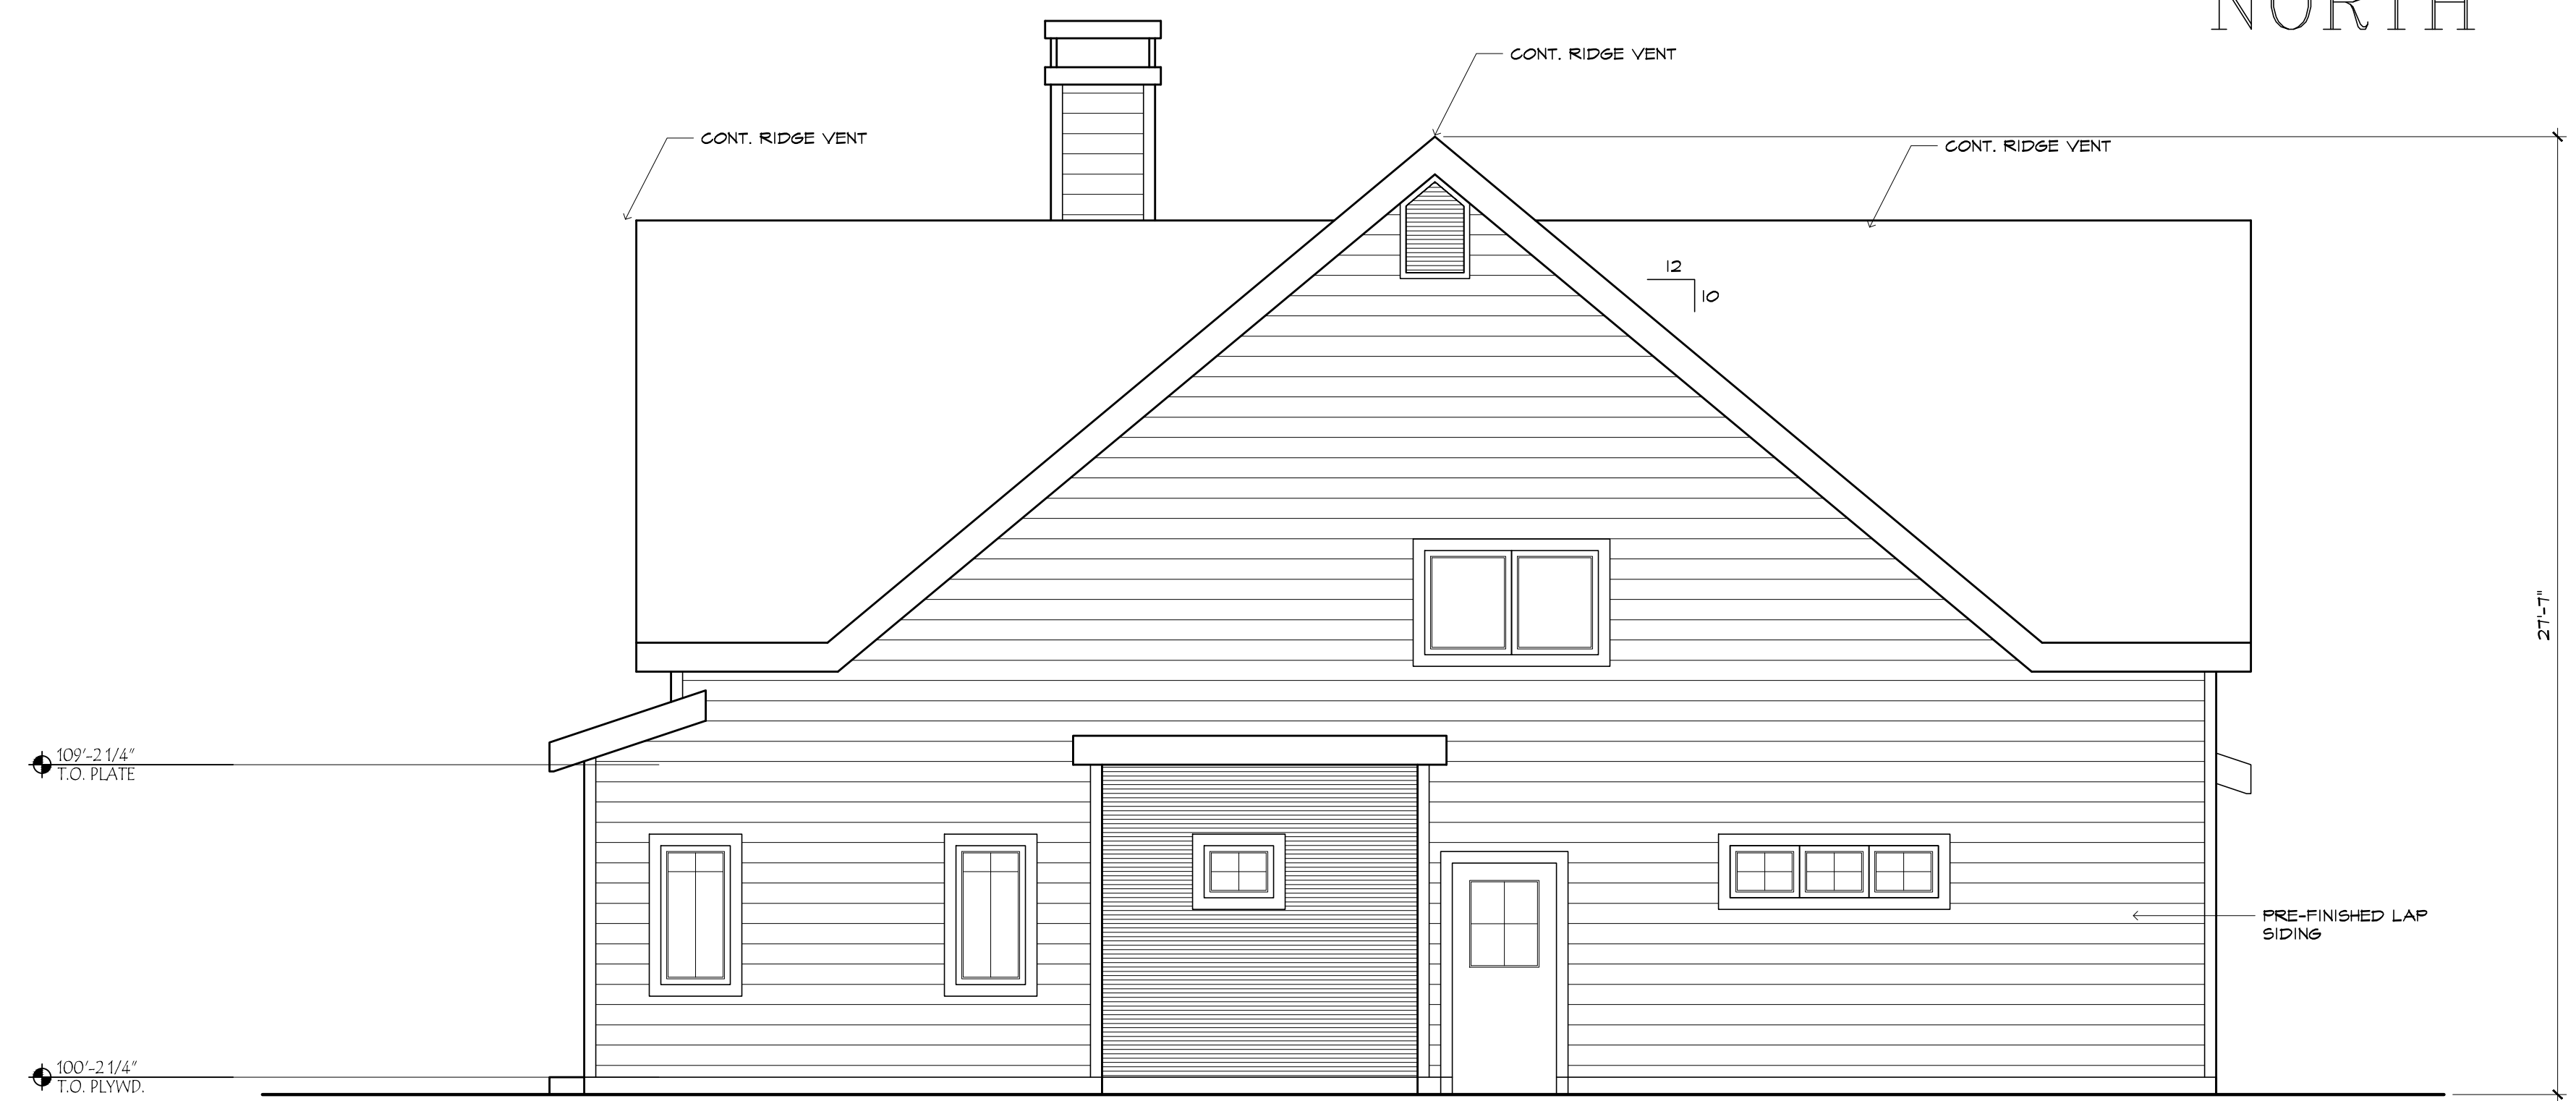 NORTH
CONT. RIDGE VENT
CONT. RIDGE VENT
CONT. RIDGE VENT
12
10
27'-7"
109'-2 1/4"
T.O. PLATE
PRE-FINISHED LAP
SIDING
100'-2 1/4"
T.O. PLYWD.